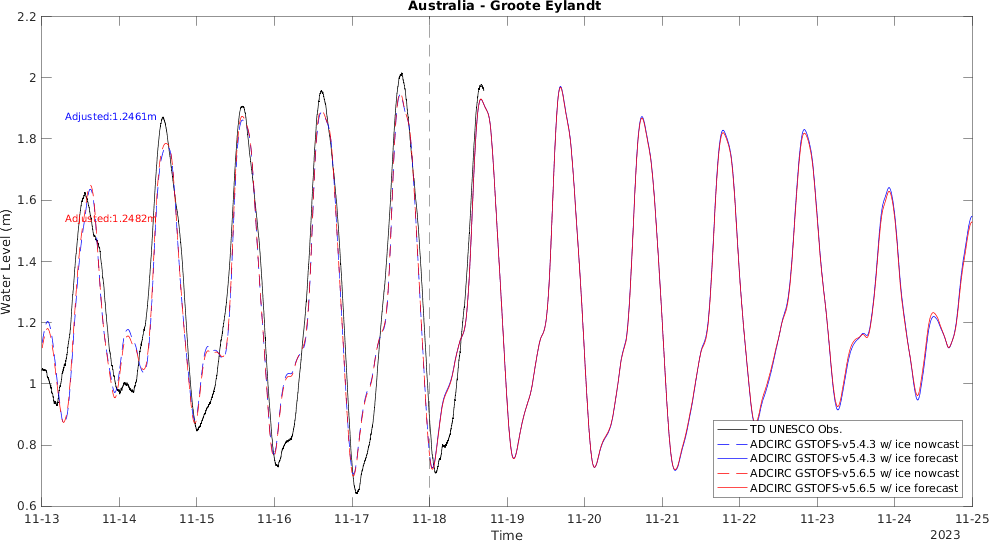 Australia - Groote Eylandt
2.2
2
1.8
1.6
1.4
1.2
1
0.8
0.6
Water Level (m)
Adjusted:1.2461m
Adjusted:1.2482m
TD UNESCO Obs.
ADCIRC GSTOFS-v5.4.3 w/ ice nowcast
ADCIRC GSTOFS-v5.4.3 w/ ice forecast
ADCIRC GSTOFS-v5.6.5 w/ ice nowcast
ADCIRC GSTOFS-v5.6.5 w/ ice forecast
11-13 11-14 11-15 11-16 11-17 11-18 11-19 11-20 11-21 11-22 11-23 11-24 11-25
Time
2023